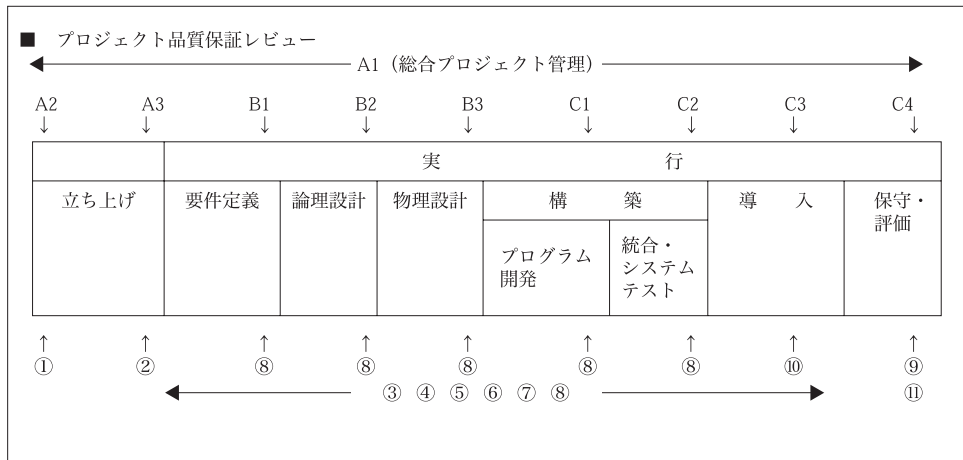 ■ プロジェクト品質保証レビュー
A1（総合プロジェクト管理）
A2 A3 B1 B2 B3 C1 C2 C3 C4
↓ ↓ ↓ ↓ ↓ ↓ ↓ ↓ ↓
実 行
立ち上げ 要件定義 論理設計 物理設計 構 築 導 入 保守・
評価
プログラム
開発
統合・
システム
テスト
↑ ↑ ↑ ↑ ↑ ↑ ↑ ↑ ↑
① ② ⑧ ⑧ ⑧ ⑧ ⑧ ⑩ ⑨
③ ④ ⑤ ⑥ ⑦ ⑧ ⑪